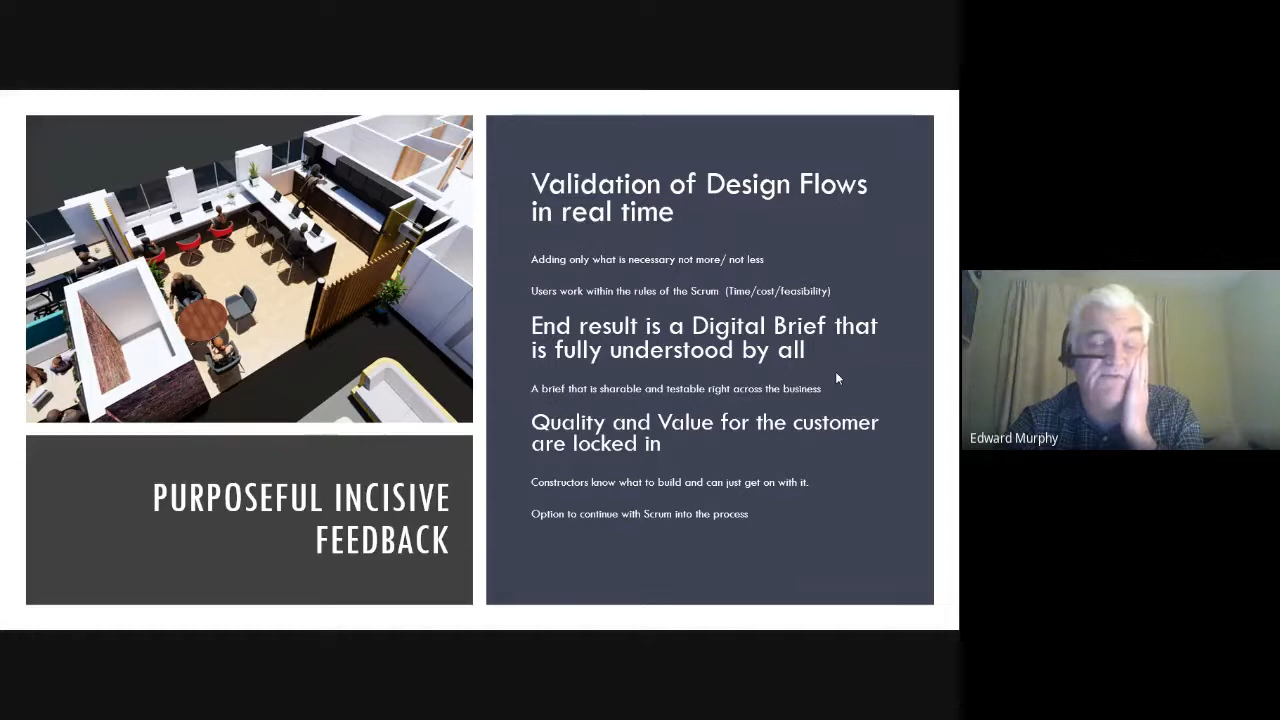 PURPOSEFUL INCISIVE
FEEDBACK
Validation of Design Flows
in real time
Adding only what is necessary not more/ not less
Users work within the rules of the Scrum (Time/cost/feasibility)
End result is a Digital Brief that
is fully understood by all
A brief that is sharable and testable right across the business
Quality and Value for the customer
are locked in
Constructors know what to build and can just get on with it.
Option to continue with Scrum into the process
Edward Murphy